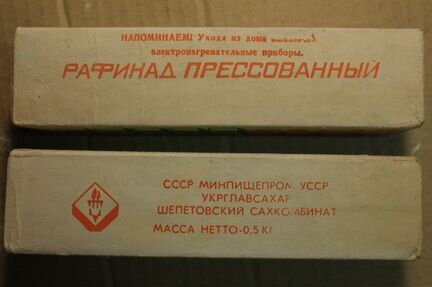 НАПОМИНАЕМ! Уходя из дома
электронагревательные приборы.
РАФИНАД ПРЕССОВАННЫЙ
СССР МИНПИЩЕПРОМ УССР
УКРГЛАВСАХАР
ШЕПЕТОВСКИЙ САХКОМБИНАТ
МАССА НЕТТО-0,5 КГ